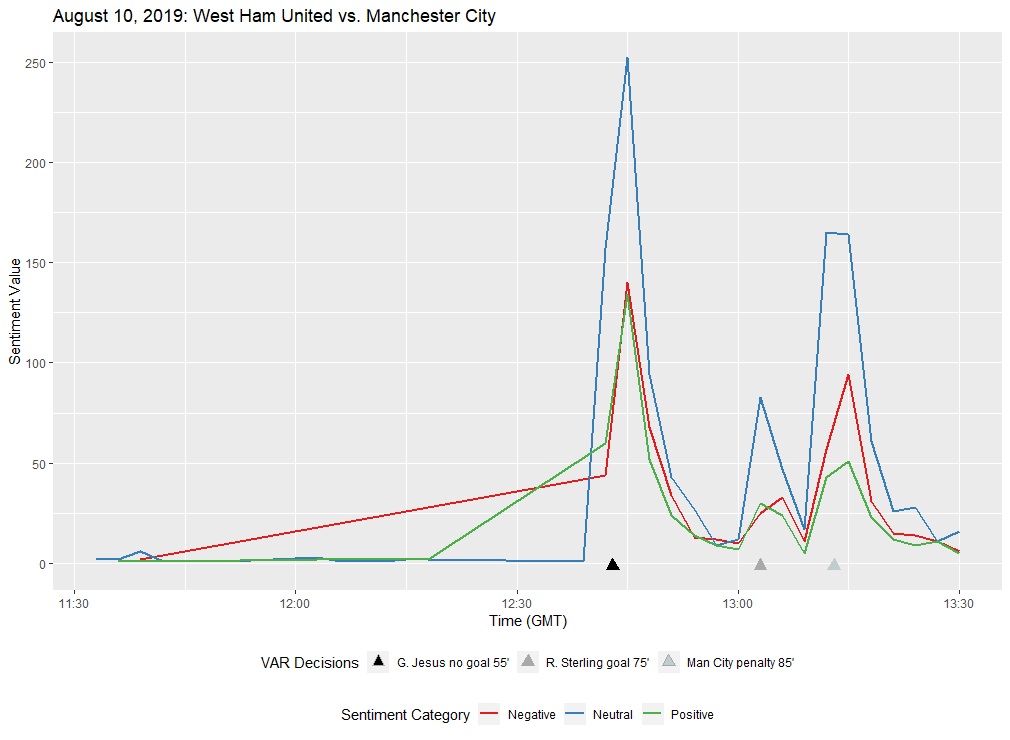 August 10, 2019: West Ham United vs. Manchester City
250
200
150
100
50
0
Sentiment Value
11:30 12:00 12:30 13:00 13:30
Time (GMT)
VAR Decisions G. Jesus no goal 55' R. Sterling goal 75' Man City penalty 85'
Sentiment Category Negative Neutral Positive